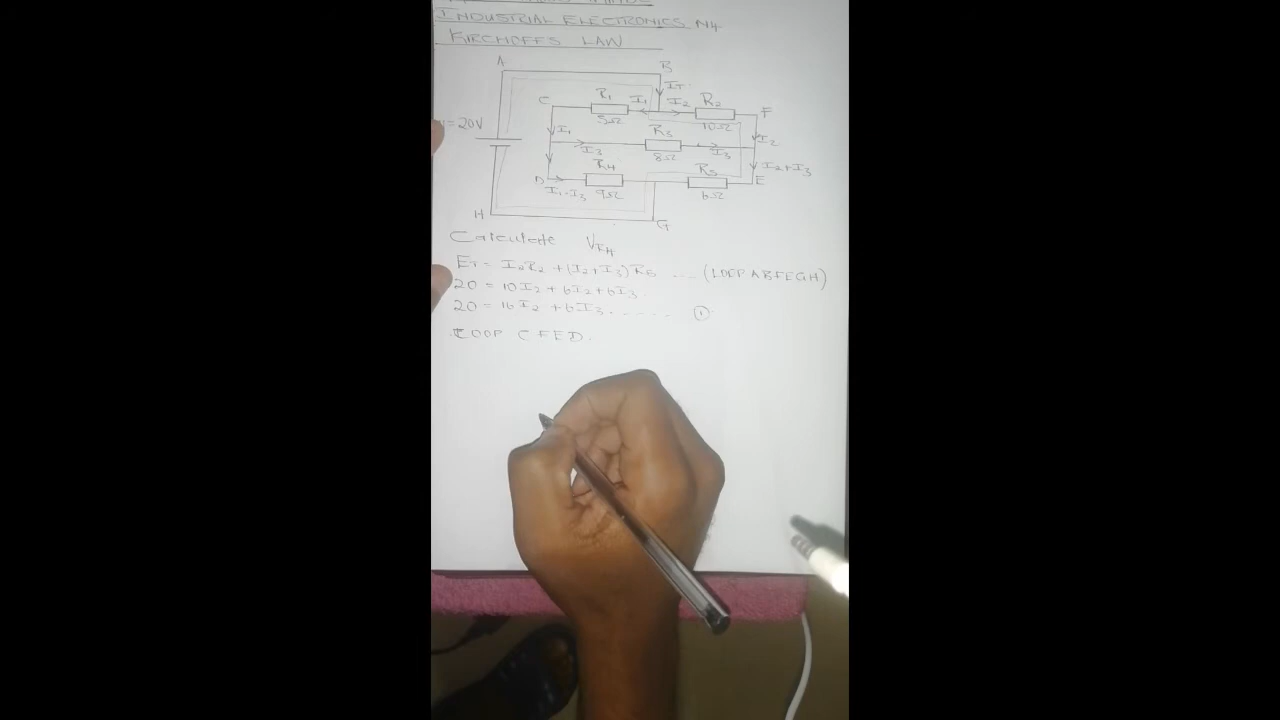 INDUSTRIAL ELECTRONICS N4
KIRCHOFFS LAW
A
B
IT
C
R1
I1
I2
R2
F
= 20V
5Ω
10Ω
I1
I3
R3
8Ω
I3
I2
I2+I3
D
R4
R5
E
I1-I3
9Ω
6Ω
H
G
Calculate
ET = I2R2 + (I2+I3)R5 .... (LOOP ABFEGH)
20 = 10I2 + 6I2 + 6I3.
20 = 16I2 + 6I3. ..... ①
LOOP CFED.